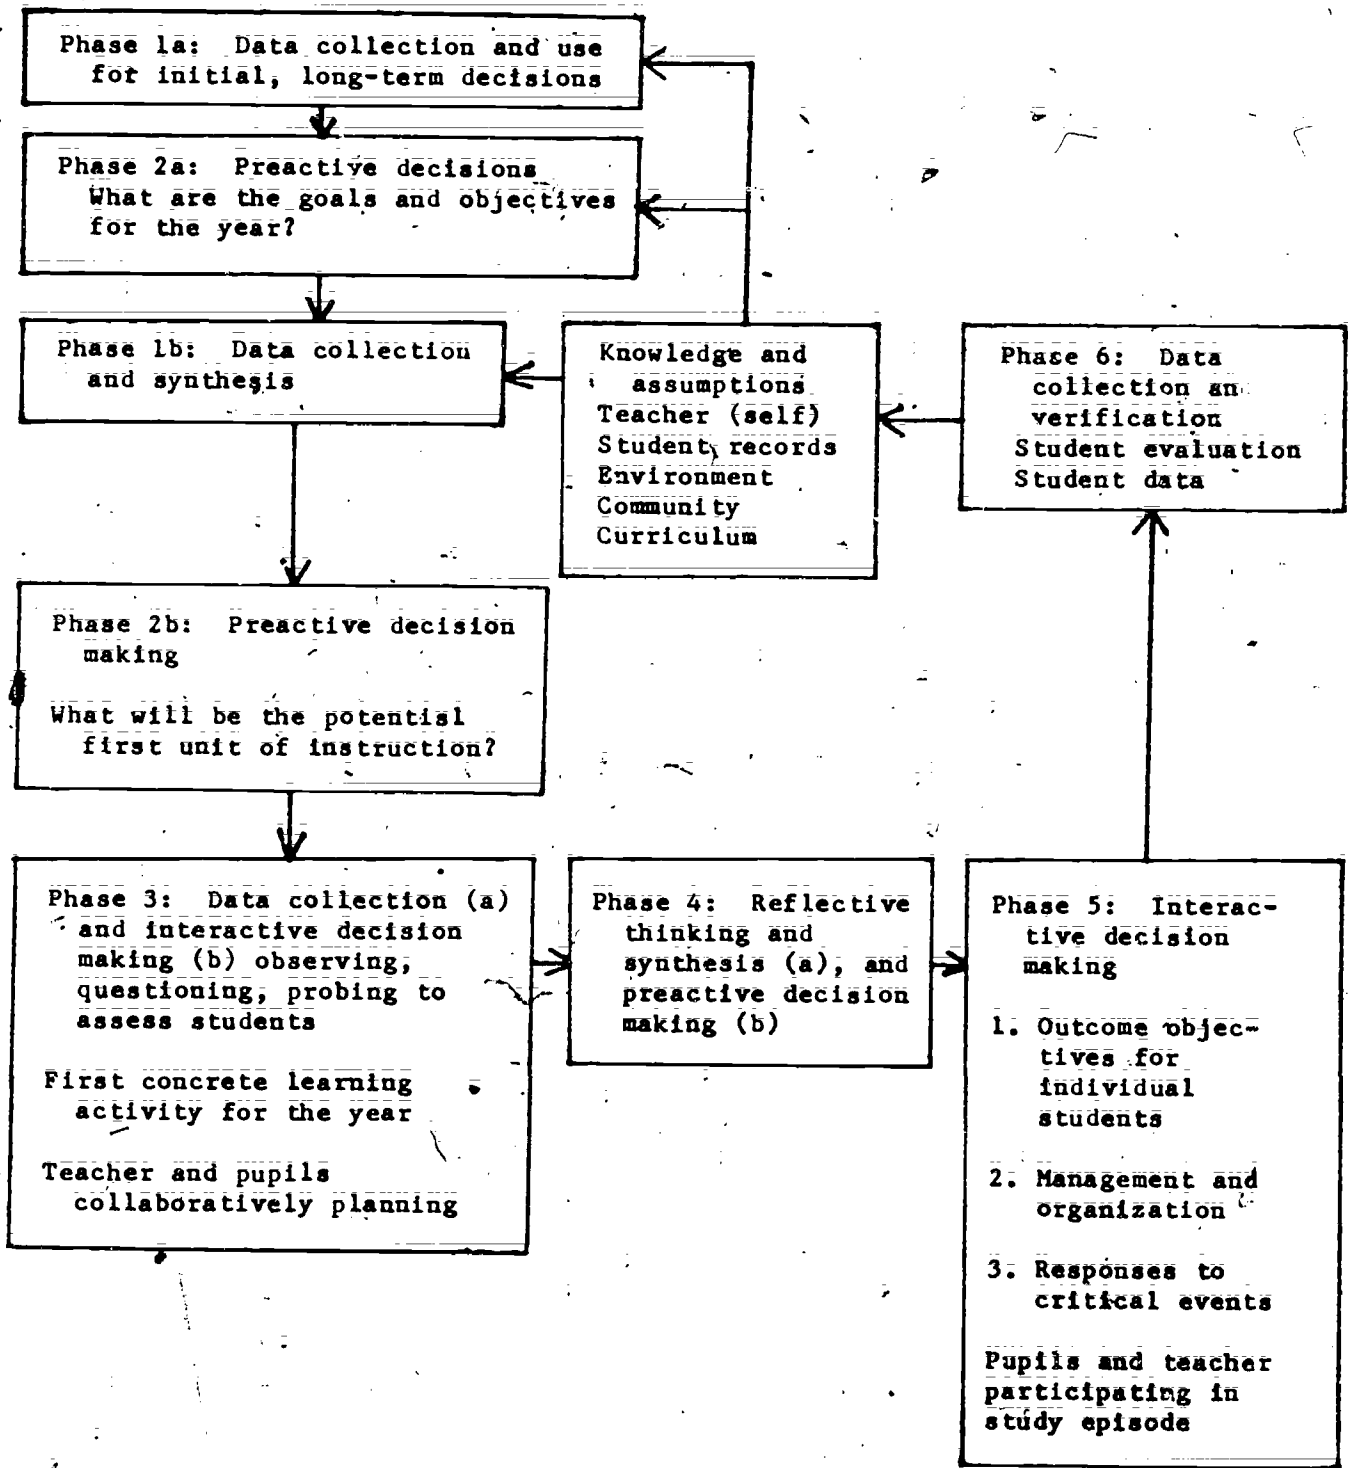 Phase 1a: Data collection and use
for initial, long-term decisions
Phase 2a: Preactive decisions
What are the goals and objectives
for the year?
Phase 1b: Data collection
and synthesis
Knowledge and
assumptions
Teacher (self)
Student records
Environment
Community
Curriculum
Phase 6: Data
collection an
verification
Student evaluation
Student data
Phase 2b: Preactive decision
making
What will be the potential
first unit of instruction?
Phase 3: Data collection (a)
and interactive decision
making (b) observing,
questioning, probing to
assess students
First concrete learning
activity for the year
Teacher and pupils
collaboratively planning
Phase 4: Reflective
thinking and
synthesis (a), and
preactive decision
making (b)
Phase 5: Interac-
tive decision
making
1. Outcome objec-
tives for
individual
students
2. Management and
organization
3. Responses to
critical events
Pupils and teacher
participating in
study episode